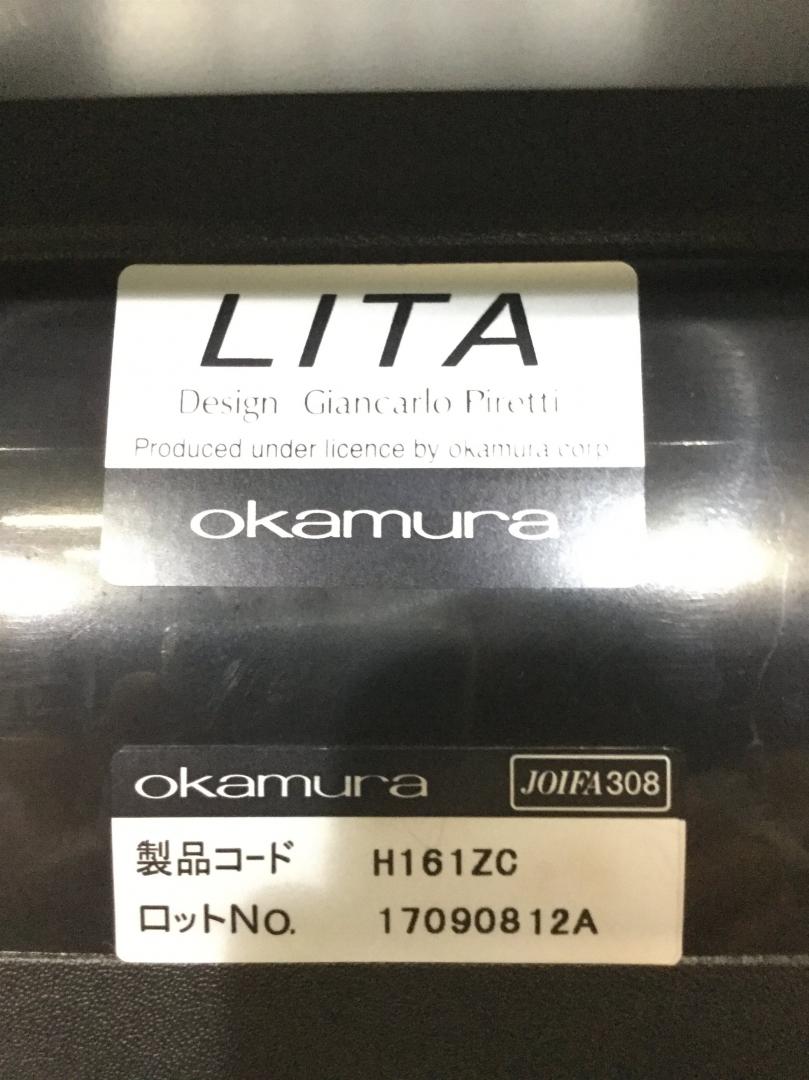 LITA
Design Giancarlo Piretti
Produced under licence by okamura corp.
okamura
okamura JOIFA308
製品コード H161ZC
ロットNo. 17090812A